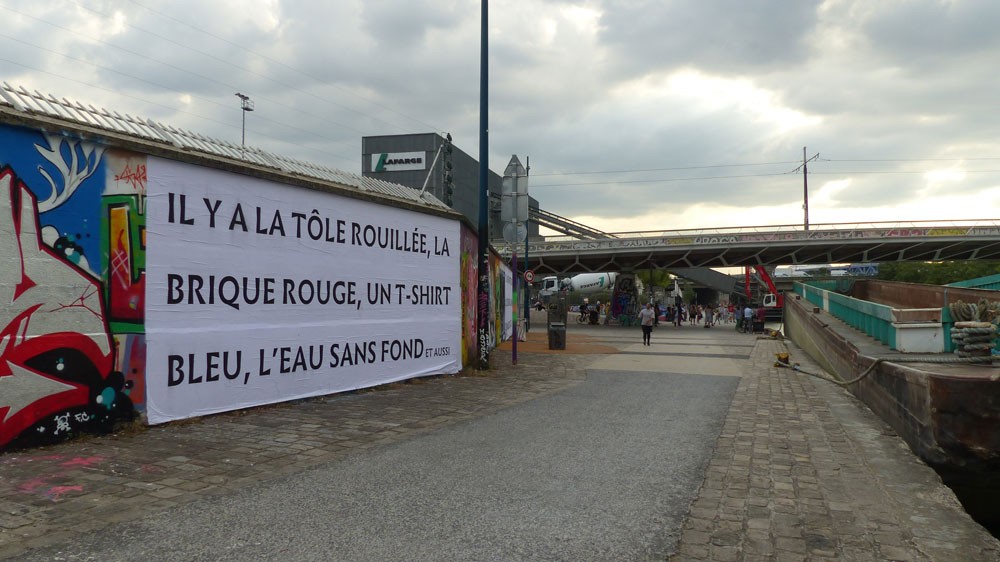 IL Y A LA TÔLE ROUILLÉE, LA
BRIQUE ROUGE, UN T-SHIRT
BLEU, L'EAU SANS FOND ET AUSSI
LAFARGE